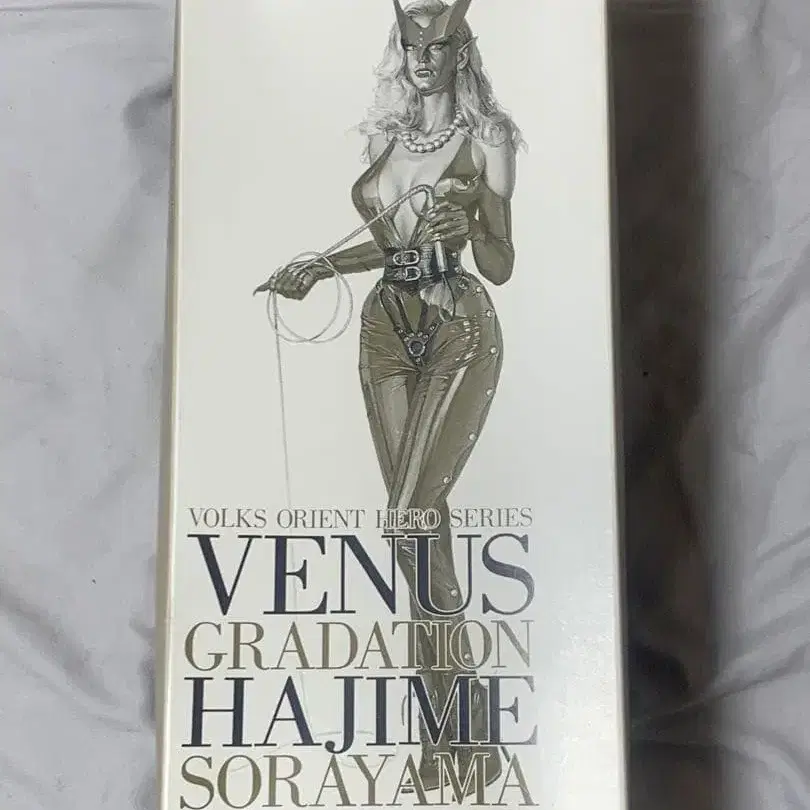 VOLKS ORIENT HERO SERIES
VENUS
GRADATION
HAJIME
SORAYAMA